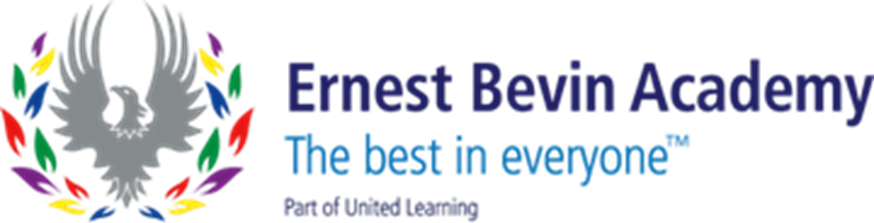 Ernest Bevin Academy
The best in everyone™
Part of United Learning